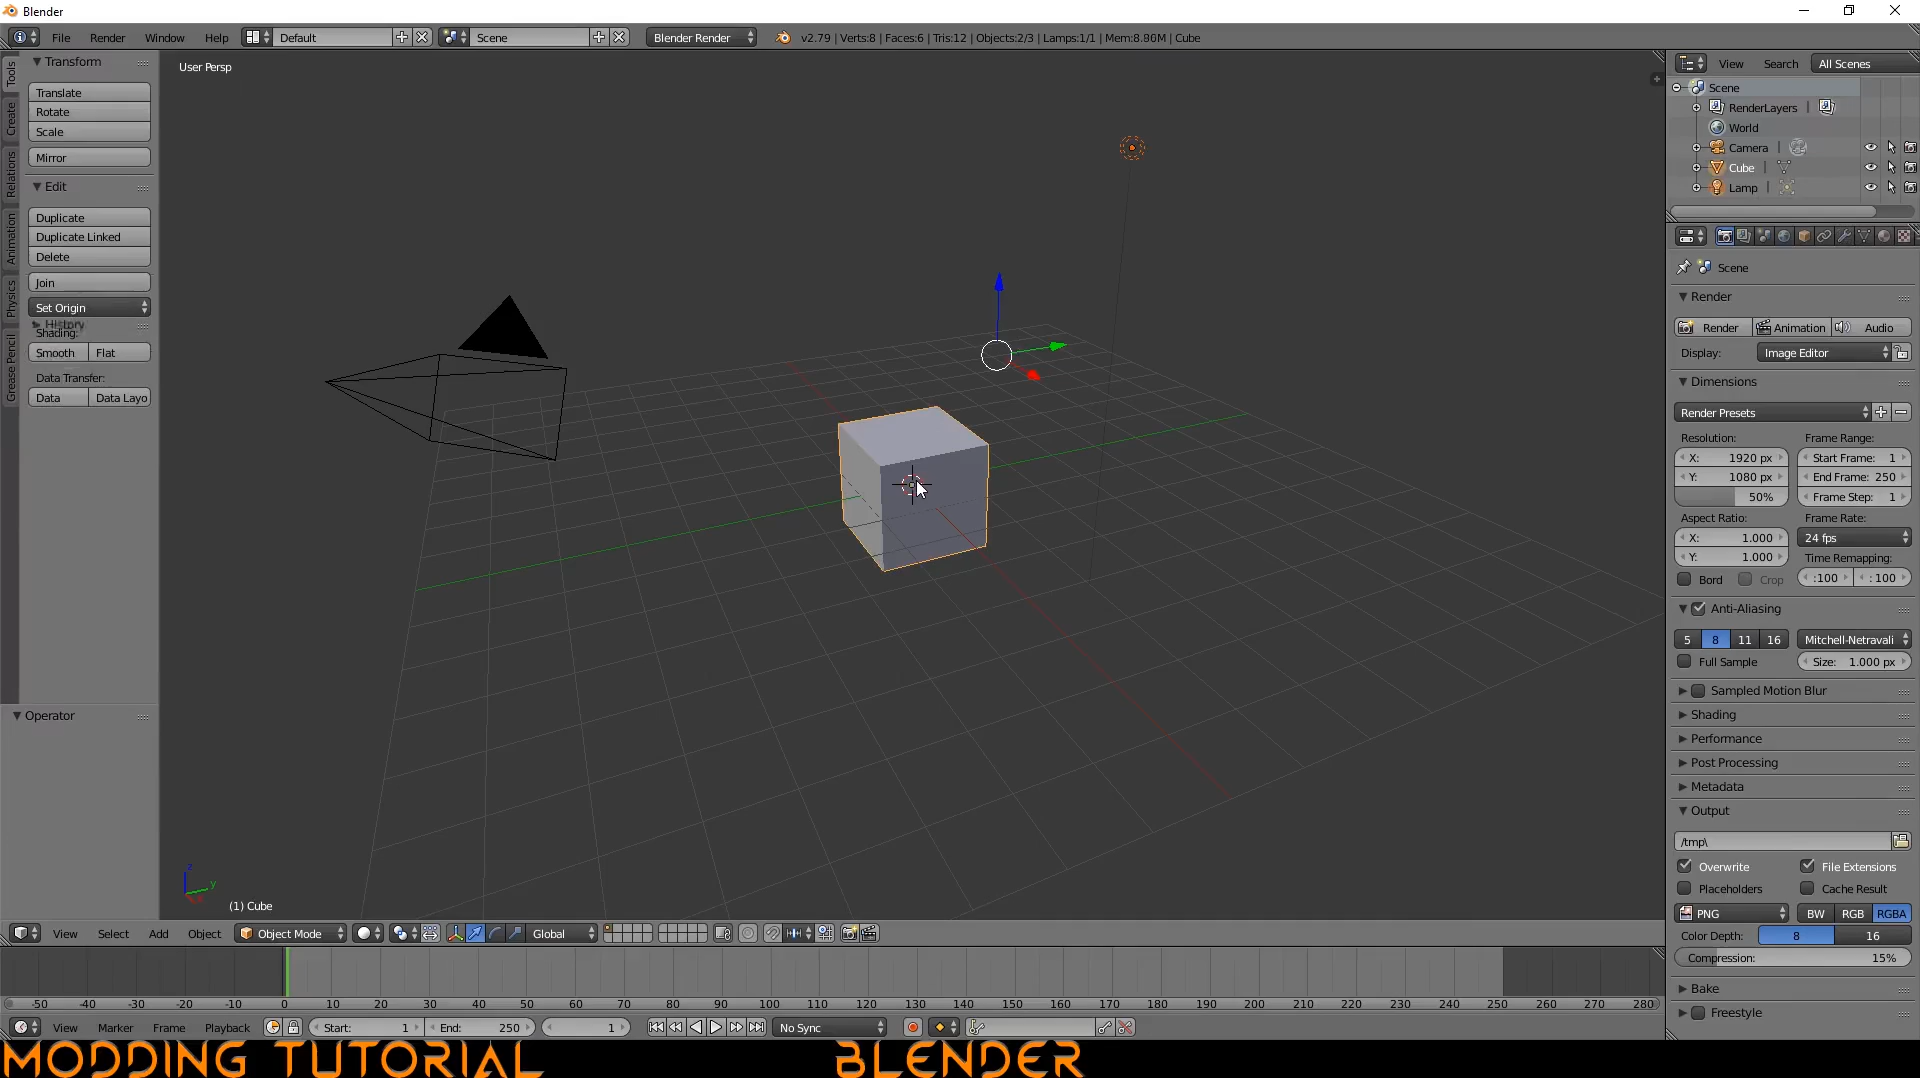 Blender
File Render Window Help Default Scene Blender Render v2.79 | Verts:8 | Faces:6 | Tris:12 | Objects:2/3 | Lamps:1/1 | Mem:8.86M | Cube
Tools
Create
Relations
Animation
Physics
Grease Pencil
Transform
Translate
Rotate
Scale
Mirror
Edit
Duplicate
Duplicate Linked
Delete
Join
Set Origin
History
Shading:
Smooth Flat
Data Transfer:
Data Data Layo
Operator
User Persp
z
y
(1) Cube
View Search All Scenes
Scene
RenderLayers |
World
Camera |
Cube |
Lamp |
Scene
Render
Render Animation Audio
Display: Image Editor
Dimensions
Render Presets
Resolution: Frame Range:
X: 1920 px Start Frame: 1
Y: 1080 px End Frame: 250
50% Frame Step: 1
Aspect Ratio: Frame Rate:
X: 1.000 24 fps
Y: 1.000 Time Remapping:
Bord Crop :100 : 100
Anti-Aliasing
5 8 11 16 Mitchell-Netravali
Full Sample Size: 1.000 px
Sampled Motion Blur
Shading
Performance
Post Processing
Metadata
Output
/tmp\
Overwrite File Extensions
Placeholders Cache Result
PNG BW RGB RGBA
Color Depth: 8 16
Compression: 15%
Bake
Freestyle
View Select Add Object Object Mode Global
-50 -40 -30 -20 -10 0 10 20 30 40 50 60 70 80 90 100 110 120 130 140 150 160 170 180 190 200 210 220 230 240 250 260 270 280
View Marker Frame Playback Start: 1 End: 250 1 No Sync
MODDING TUTORIAL BLENDER